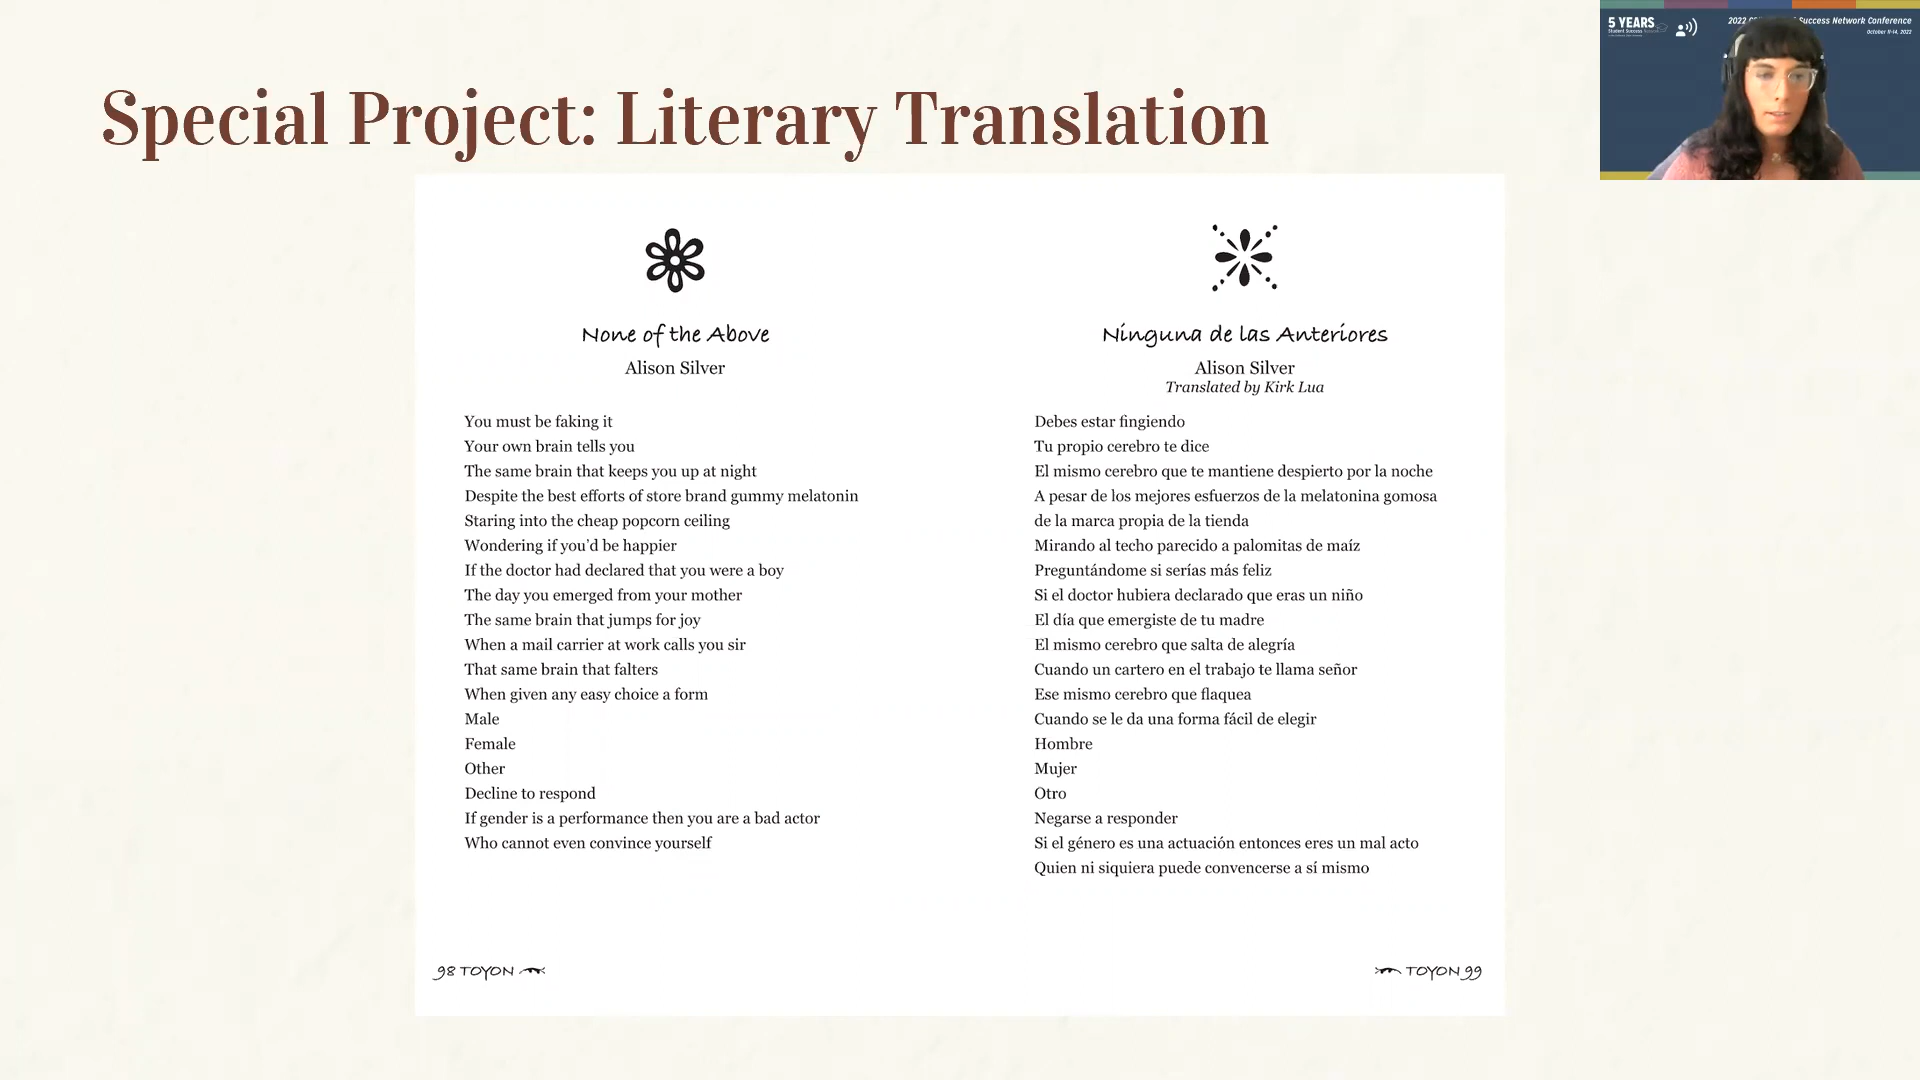 Special Project: Literary Translation
5 YEARS
Student Success Network
2022
Success Network Conference
October 11-14, 2022
None of the Above
Alison Silver
You must be faking it
Your own brain tells you
The same brain that keeps you up at night
Despite the best efforts of store brand gummy melatonin
Staring into the cheap popcorn ceiling
Wondering if you’d be happier
If the doctor had declared that you were a boy
The day you emerged from your mother
The same brain that jumps for joy
When a mail carrier at work calls you sir
That same brain that falters
When given any easy choice a form
Male
Female
Other
Decline to respond
If gender is a performance then you are a bad actor
Who cannot even convince yourself
98 TOYON
Ninguna de las Anteriores
Alison Silver
Translated by Kirk Lua
Debes estar fingiendo
Tu propio cerebro te dice
El mismo cerebro que te mantiene despierto por la noche
A pesar de los mejores esfuerzos de la melatonina gomosa
de la marca propia de la tienda
Mirando al techo parecido a palomitas de maíz
Preguntándome si serías más feliz
Si el doctor hubiera declarado que eras un niño
El día que emergiste de tu madre
El mismo cerebro que salta de alegría
Cuando un cartero en el trabajo te llama señor
Ese mismo cerebro que flaquea
Cuando se le da una forma fácil de elegir
Hombre
Mujer
Otro
Negarse a responder
Si el género es una actuación entonces eres un mal acto
Quien ni siquiera puede convencerse a sí mismo
TOYON 99